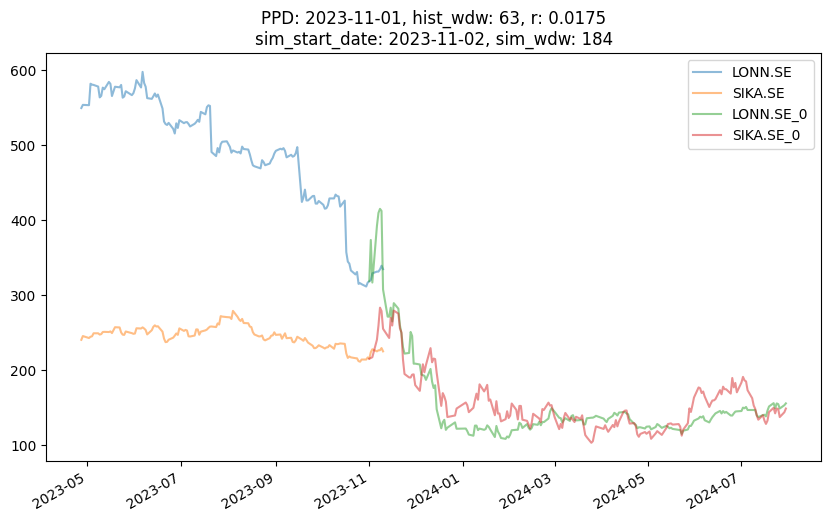 PPD: 2023-11-01, hist_wdw: 63, r: 0.0175
sim_start_date: 2023-11-02, sim_wdw: 184
LONN.SE
SIKA.SE
LONN.SE_0
SIKA.SE_0
600
500
400
300
200
100
2023-05
2023-07
2023-09
2023-11
2024-01
2024-03
2024-05
2024-07